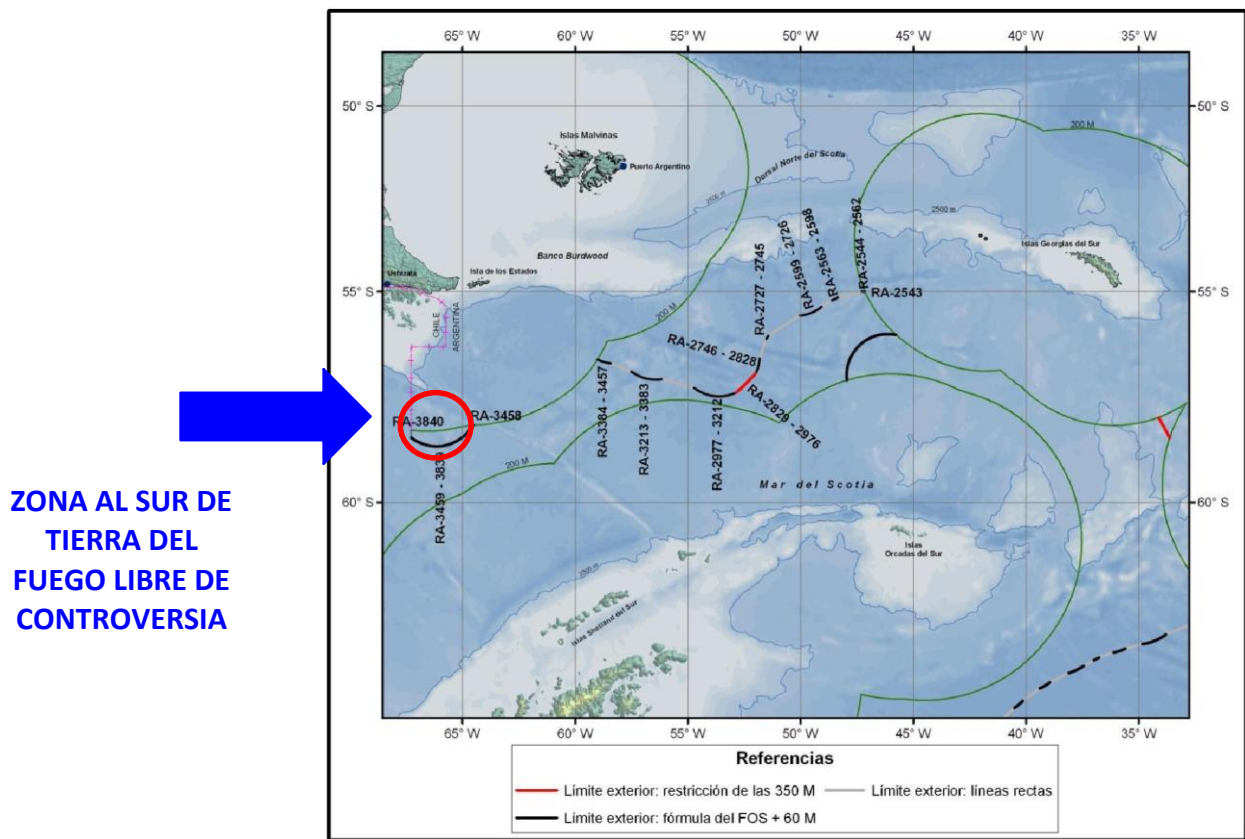 65° W 60° W 55° W 50° W 45° W 40° W 35° W
50° S
50° S
200 M
Islas Malvinas
Puerto Argentino
Dorsal Norte del Scotia
2500 m
2500 m
Islas Georgias del Sur
Banco Burdwood
Ushuaia
Isla de los Estados
RA-2727 - 2745
RA-2599 - 2726
RA-2563 - 2598
RA-2544 - 2562
55° S
RA-2543
55° S
CHILE
ARGENTINA
200 M
RA-2746 - 2828
RA-2829 - 2976
RA-3840
RA-3458
RA-3459 - 3839
RA-3384 - 3457
RA-3213 - 3383
RA-2977 - 3212
200 M
Mar del Scotia
60° S
60° S
Islas
Orcadas del Sur
2500 m
Islas Shetland del Sur
65° W 60° W 55° W 50° W 45° W 40° W 35° W
ZONA AL SUR DE
TIERRA DEL
FUEGO LIBRE DE
CONTROVERSIA
Referencias
Límite exterior: restricción de las 350 M
Límite exterior: líneas rectas
Límite exterior: fórmula del FOS + 60 M